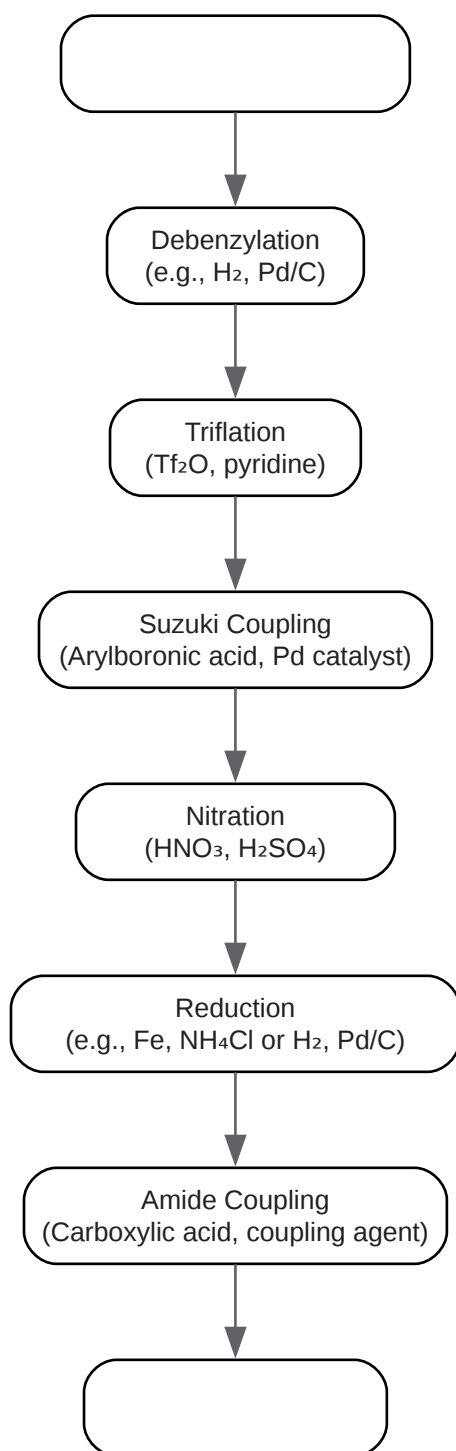 Debenzylation
(e.g., H₂, Pd/C)
Triflation
(Tf₂O, pyridine)
Suzuki Coupling
(Arylboronic acid, Pd catalyst)
Nitration
(HNO₃, H₂SO₄)
Reduction
(e.g., Fe, NH₄Cl or H₂, Pd/C)
Amide Coupling
(Carboxylic acid, coupling agent)